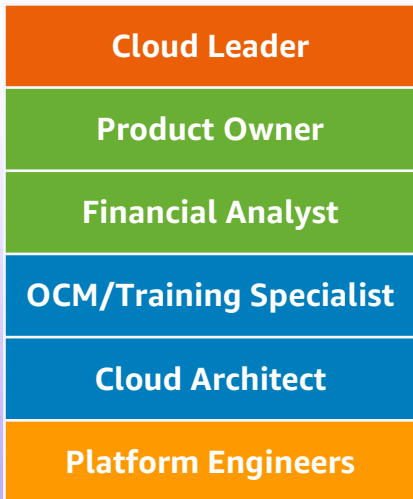 Cloud Leader
Product Owner
Financial Analyst
OCM/Training Specialist
Cloud Architect
Platform Engineers